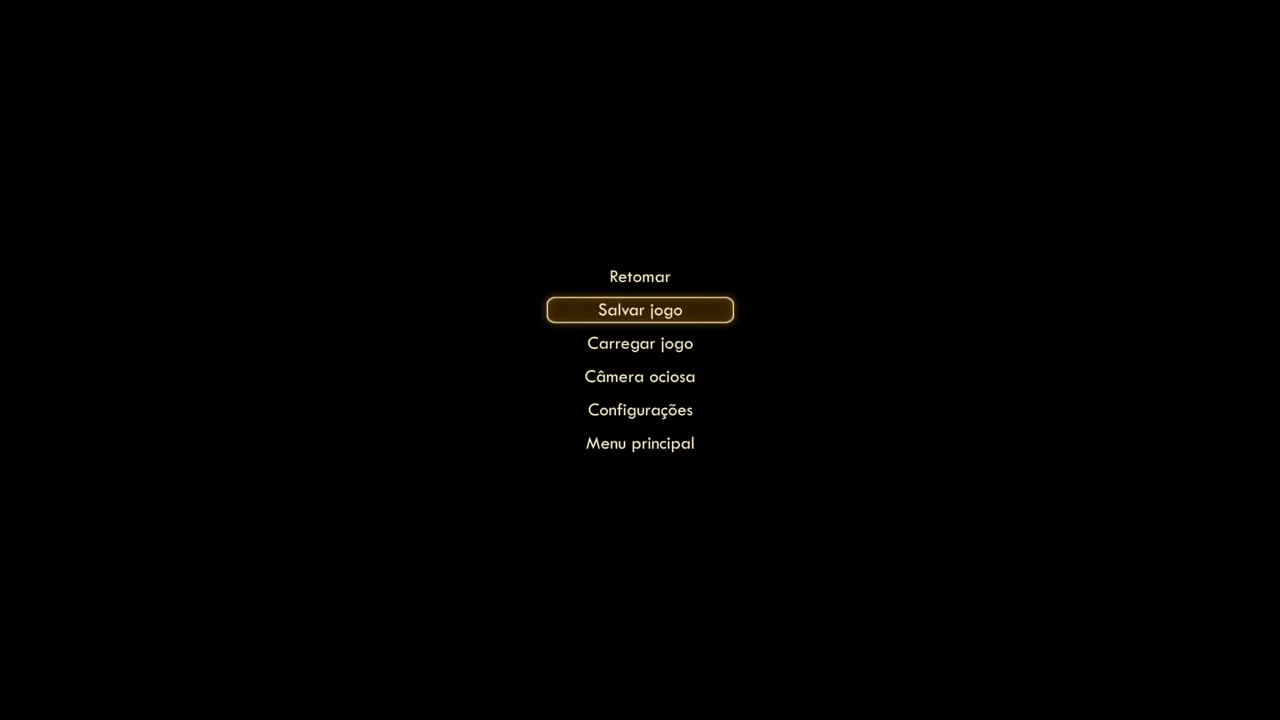 Retomar
Salvar jogo
Carregar jogo
Câmera ociosa
Configurações
Menu principal